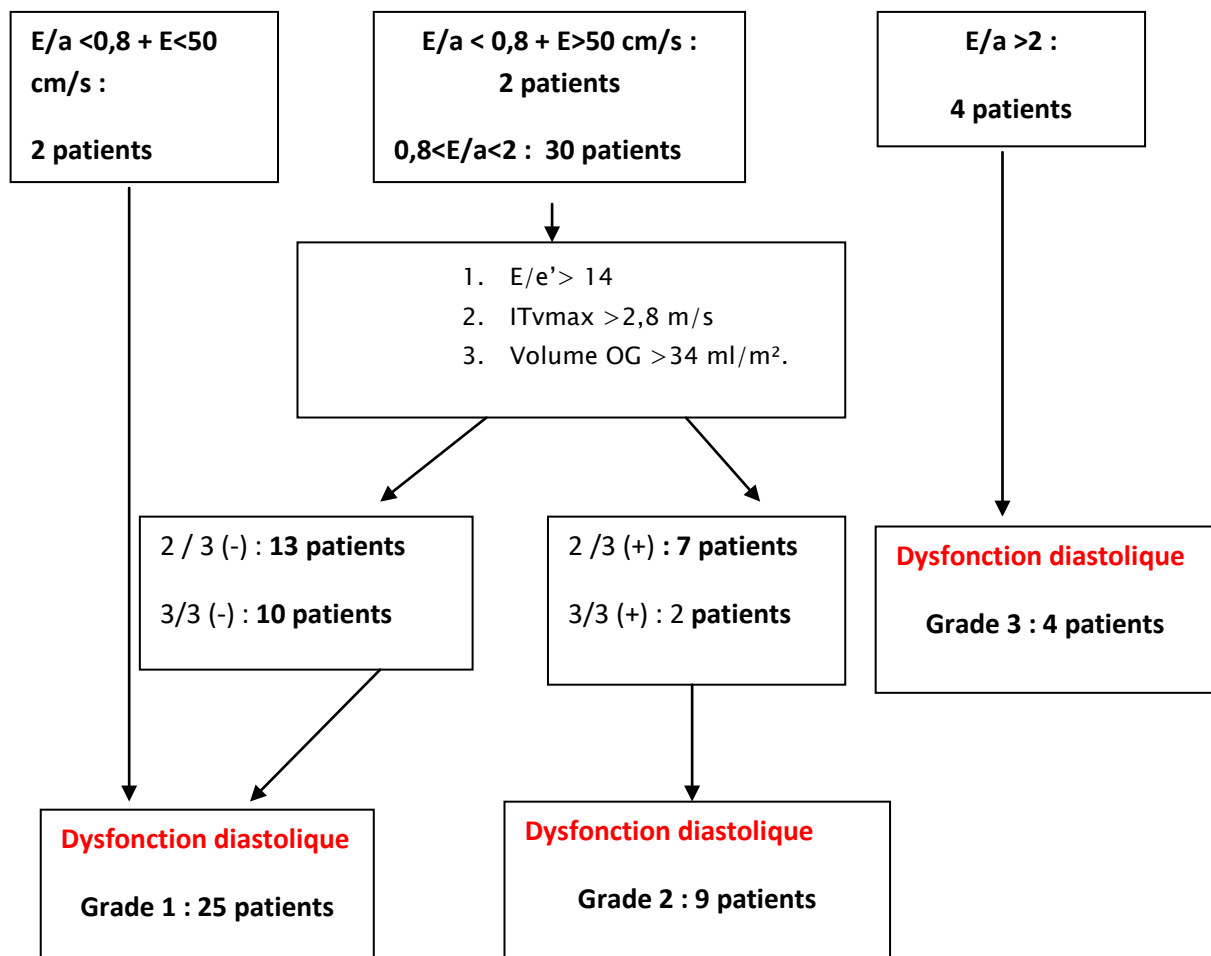 E/a <0,8 + E<50
cm/s :
2 patients
E/a < 0,8 + E>50 cm/s :
2 patients
0,8<E/a<2 : 30 patients
E/a >2 :
4 patients
1. E/e’> 14
2. ITvmax >2,8 m/s
3. Volume OG >34 ml/m².
2 / 3 (-) : 13 patients
3/3 (-) : 10 patients
2 /3 (+) : 7 patients
3/3 (+) : 2 patients
Dysfonction diastolique
Grade 3 : 4 patients
Dysfonction diastolique
Grade 1 : 25 patients
Dysfonction diastolique
Grade 2 : 9 patients